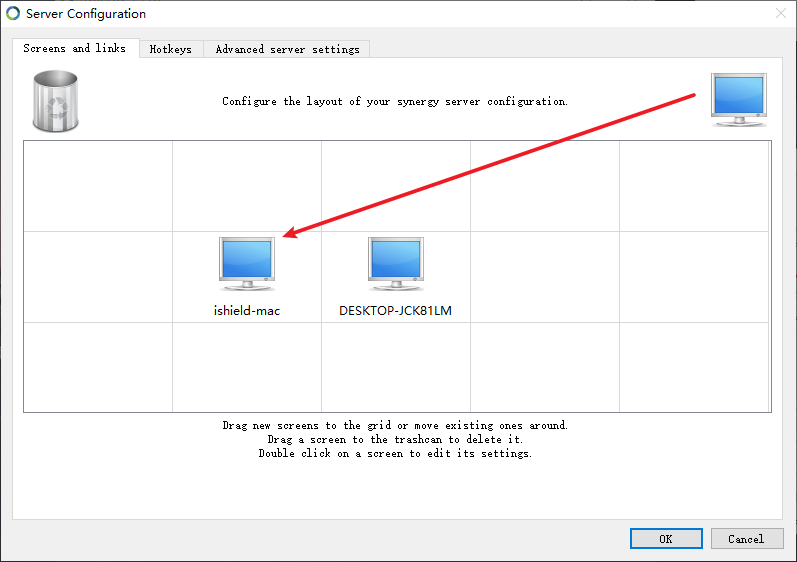 Server Configuration
Screens and links
Hotkeys
Advanced server settings
Configure the layout of your synergy server configuration.
ishield-mac
DESKTOP-JCK81LM
Drag new screens to the grid or move existing ones around.
Drag a screen to the trashcan to delete it.
Double click on a screen to edit its settings.
OK
Cancel